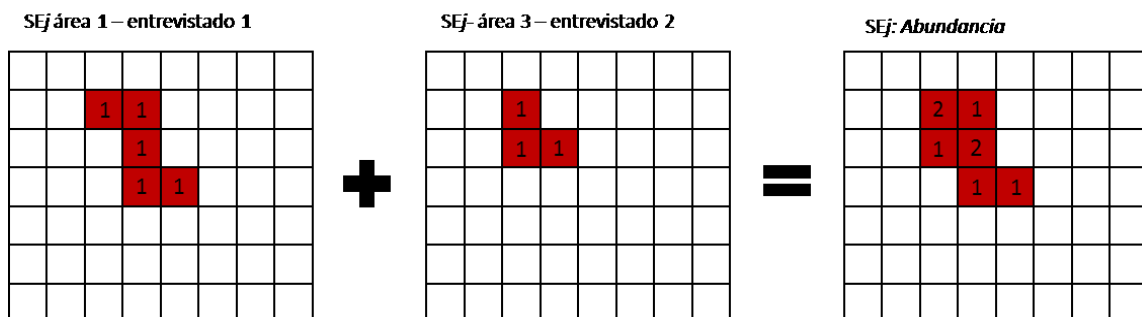 SEj área 1 – entrevistado 1
SEj- área 3 – entrevistado 2
SEj: Abundancia
1 1
1
1 1
1
1 1
2 1
1 2
1 1